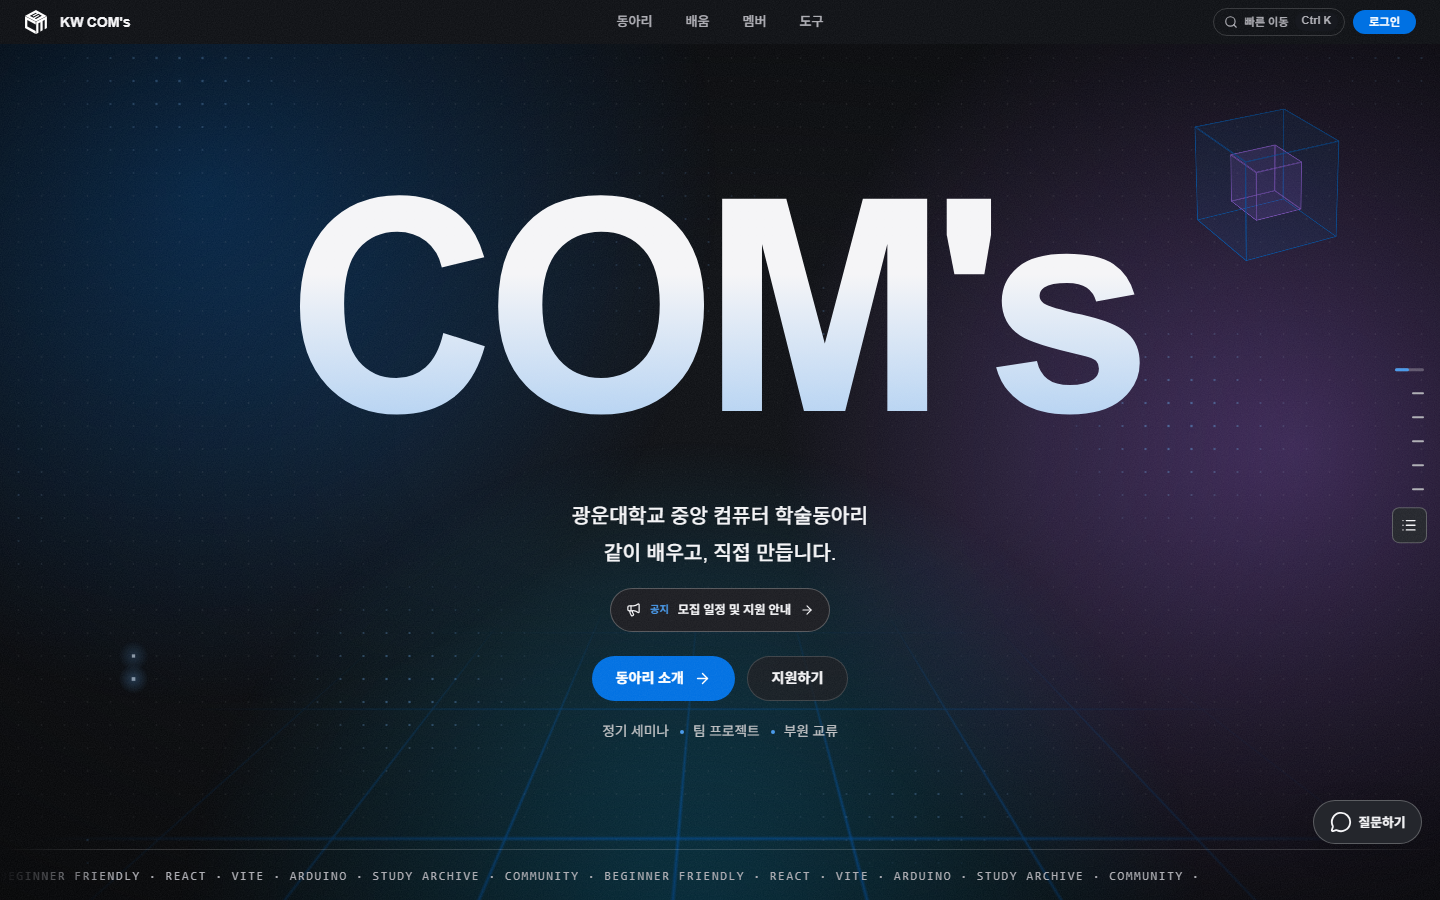 KW COM's
동아리 배움 멤버 도구
빠른 이동 Ctrl K
로그인
COM's
광운대학교 중앙 컴퓨터 학술동아리
같이 배우고, 직접 만듭니다.
공지 모집 일정 및 지원 안내
동아리 소개
지원하기
정기 세미나 • 팀 프로젝트 • 부원 교류
질문하기
BEGINNER FRIENDLY · REACT · VITE · ARDUINO · STUDY ARCHIVE · COMMUNITY · BEGINNER FRIENDLY · REACT · VITE · ARDUINO · STUDY ARCHIVE · COMMUNITY ·